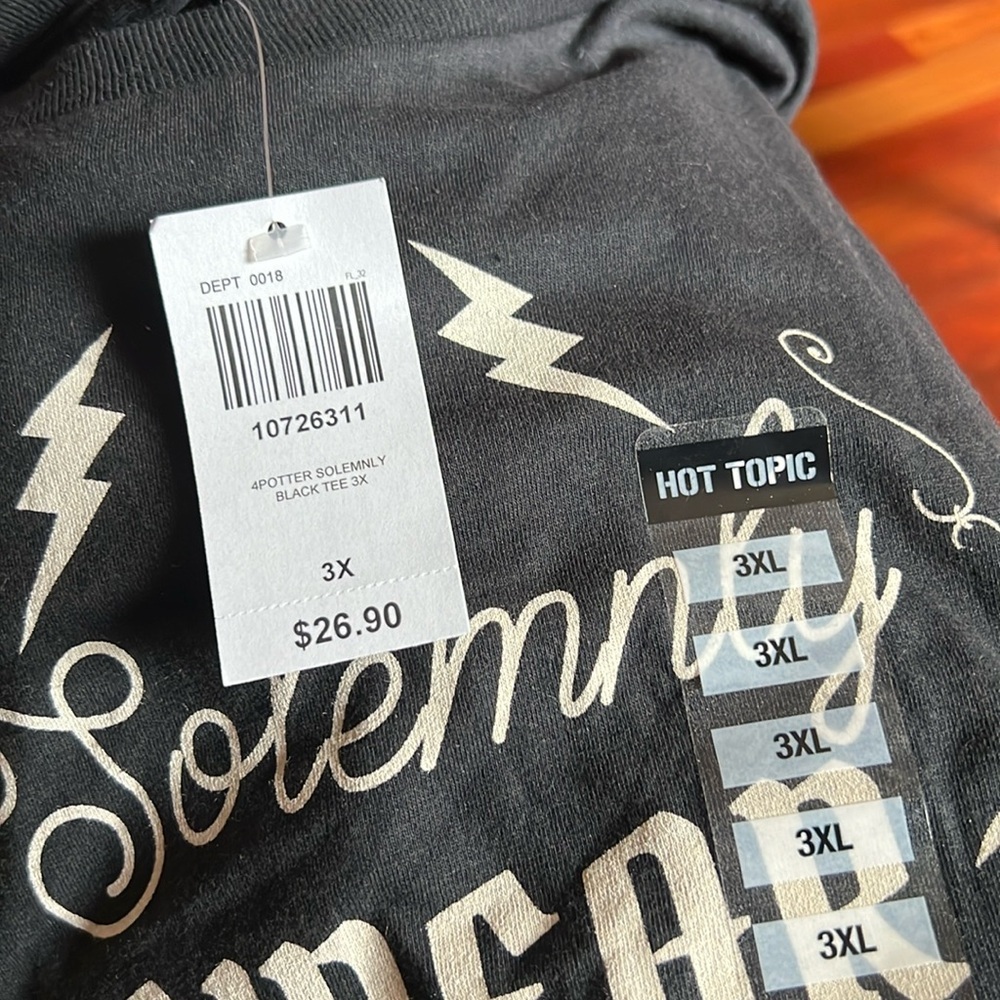 DEPT 0018
FL_32
10726311
4POTTER SOLEMNLY
BLACK TEE 3X
3X
$26.90
HOT TOPIC
3XL
3XL
3XL
3XL
3XL
Solemnly